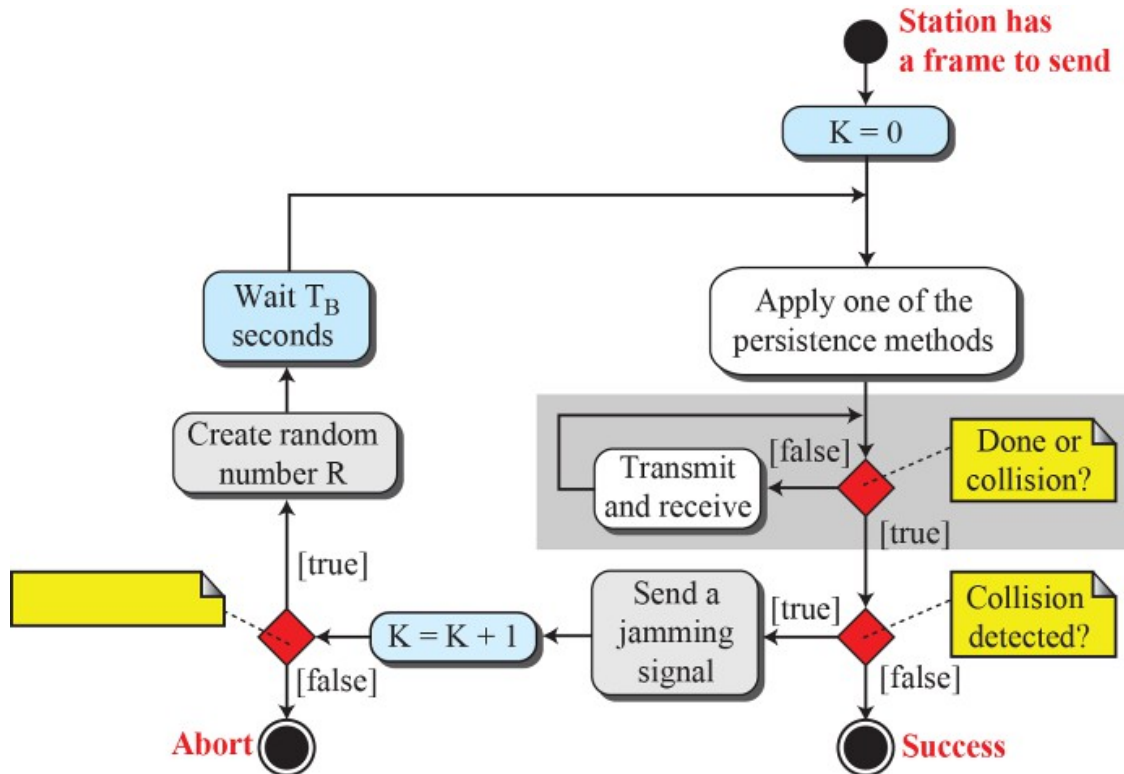 Station has
a frame to send
K = 0
Wait T_B
seconds
Apply one of the
persistence methods
Create random
number R
[false]
Transmit
and receive
Done or
collision?
[true]
[true]
Send a
jamming
signal
[true]
Collision
detected?
K = K + 1
[false]
[false]
Abort
Success